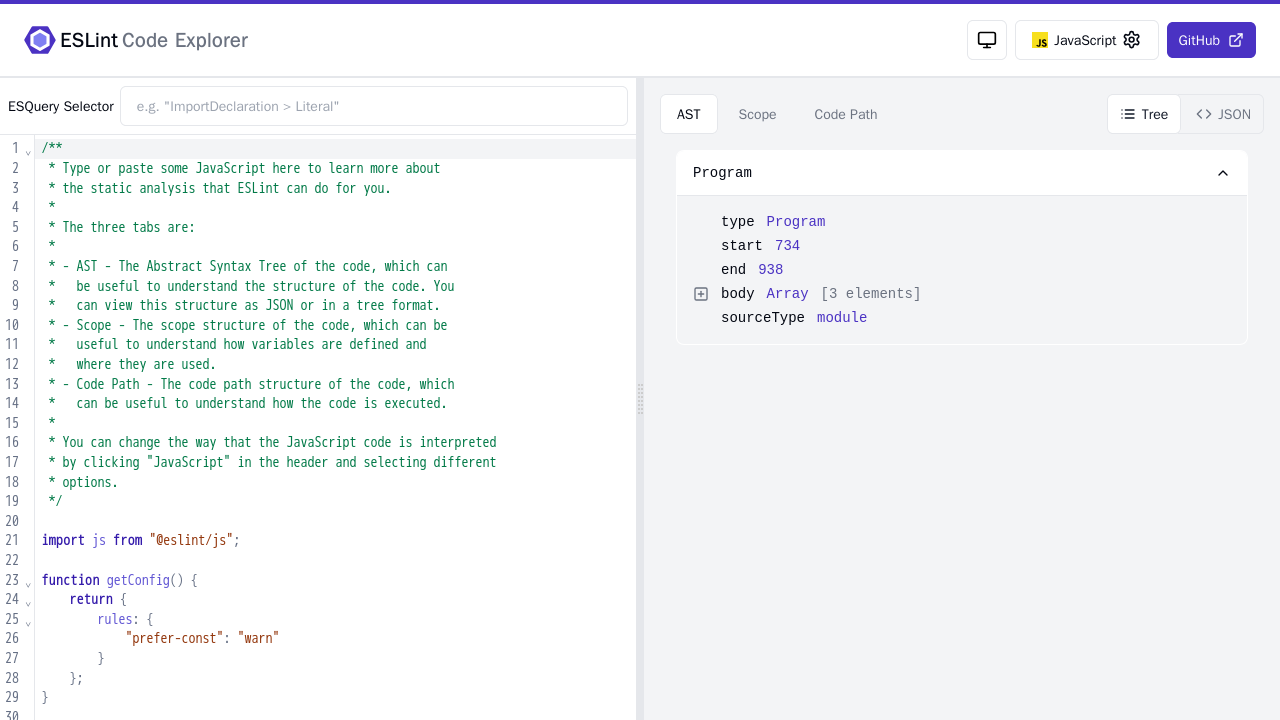 ESLint Code Explorer
JS JavaScript
GitHub
ESQuery Selector
e.g. "ImportDeclaration > Literal"
AST
Scope
Code Path
Tree
JSON
1 /**
2  * Type or paste some JavaScript here to learn more about
3  * the static analysis that ESLint can do for you.
4  *
5  * The three tabs are:
6  *
7  * - AST - The Abstract Syntax Tree of the code, which can
8  *   be useful to understand the structure of the code. You
9  *   can view this structure as JSON or in a tree format.
10  * - Scope - The scope structure of the code, which can be
11  *   useful to understand how variables are defined and
12  *   where they are used.
13  * - Code Path - The code path structure of the code, which
14  *   can be useful to understand how the code is executed.
15  *
16  * You can change the way that the JavaScript code is interpreted
17  * by clicking "JavaScript" in the header and selecting different
18  * options.
19  */
20
21 import js from "@eslint/js";
22
23 function getConfig() {
24     return {
25         rules: {
26             "prefer-const": "warn"
27         }
28     };
29 }
30
Program
type Program
start 734
end 938
body Array [3 elements]
sourceType module